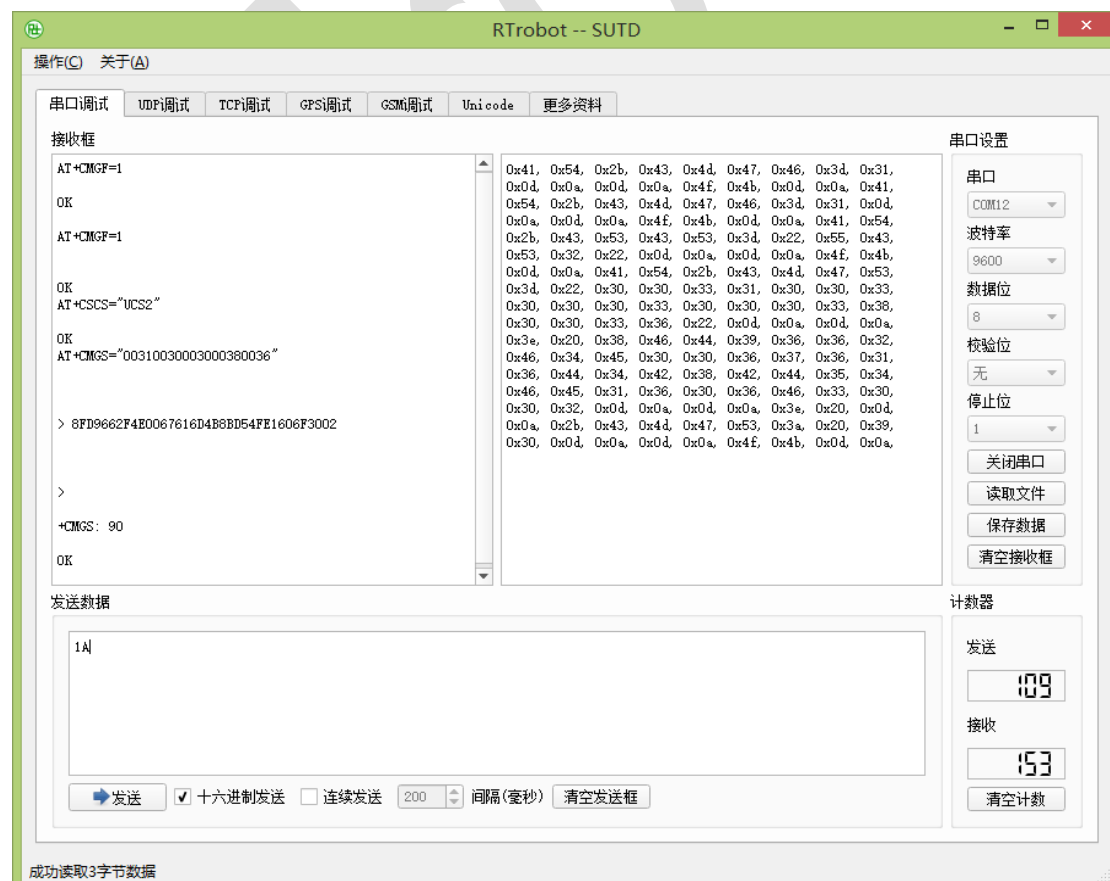 RTrobot -- SUTD
操作(C) 关于(A)
串口调试 UDP调试 TCP调试 GPS调试 GSM调试 Unicode 更多资料
接收框
AT+CMGF=1
OK
AT+CMGF=1
OK
AT+CSCS="UCS2"
OK
AT+CMGS="00310030003000380036"
> 8FD9662F4E0067616D4B8BD54FE1606F3002
>
+CMGS: 90
OK
0x41, 0x54, 0x2b, 0x43, 0x4d, 0x47, 0x46, 0x3d, 0x31,
0x0d, 0x0a, 0x0d, 0x0a, 0x4f, 0x4b, 0x0d, 0x0a, 0x41,
0x54, 0x2b, 0x43, 0x4d, 0x47, 0x46, 0x3d, 0x31, 0x0d,
0x0a, 0x0d, 0x0a, 0x4f, 0x4b, 0x0d, 0x0a, 0x41, 0x54,
0x2b, 0x43, 0x53, 0x43, 0x53, 0x3d, 0x22, 0x55, 0x43,
0x53, 0x32, 0x22, 0x0d, 0x0a, 0x0d, 0x0a, 0x4f, 0x4b,
0x0d, 0x0a, 0x41, 0x54, 0x2b, 0x43, 0x4d, 0x47, 0x53,
0x3d, 0x22, 0x30, 0x30, 0x33, 0x31, 0x30, 0x30, 0x33,
0x30, 0x30, 0x30, 0x33, 0x30, 0x30, 0x30, 0x33, 0x38,
0x30, 0x30, 0x33, 0x36, 0x22, 0x0d, 0x0a, 0x0d, 0x0a,
0x3e, 0x20, 0x38, 0x46, 0x44, 0x39, 0x36, 0x36, 0x32,
0x46, 0x34, 0x45, 0x30, 0x30, 0x36, 0x37, 0x36, 0x31,
0x36, 0x44, 0x34, 0x42, 0x38, 0x42, 0x44, 0x35, 0x34,
0x46, 0x45, 0x31, 0x36, 0x30, 0x36, 0x46, 0x33, 0x30,
0x30, 0x32, 0x0d, 0x0a, 0x0d, 0x0a, 0x3e, 0x20, 0x0d,
0x0a, 0x2b, 0x43, 0x4d, 0x47, 0x53, 0x3a, 0x20, 0x39,
0x30, 0x0d, 0x0a, 0x0d, 0x0a, 0x4f, 0x4b, 0x0d, 0x0a,
串口设置
串口
COM12
波特率
9600
数据位
8
校验位
无
停止位
1
关闭串口
读取文件
保存数据
清空接收框
发送数据
1A
发送 十六进制发送 连续发送 200 间隔(毫秒) 清空发送框
计数器
发送
109
接收
153
清空计数
成功读取3字节数据